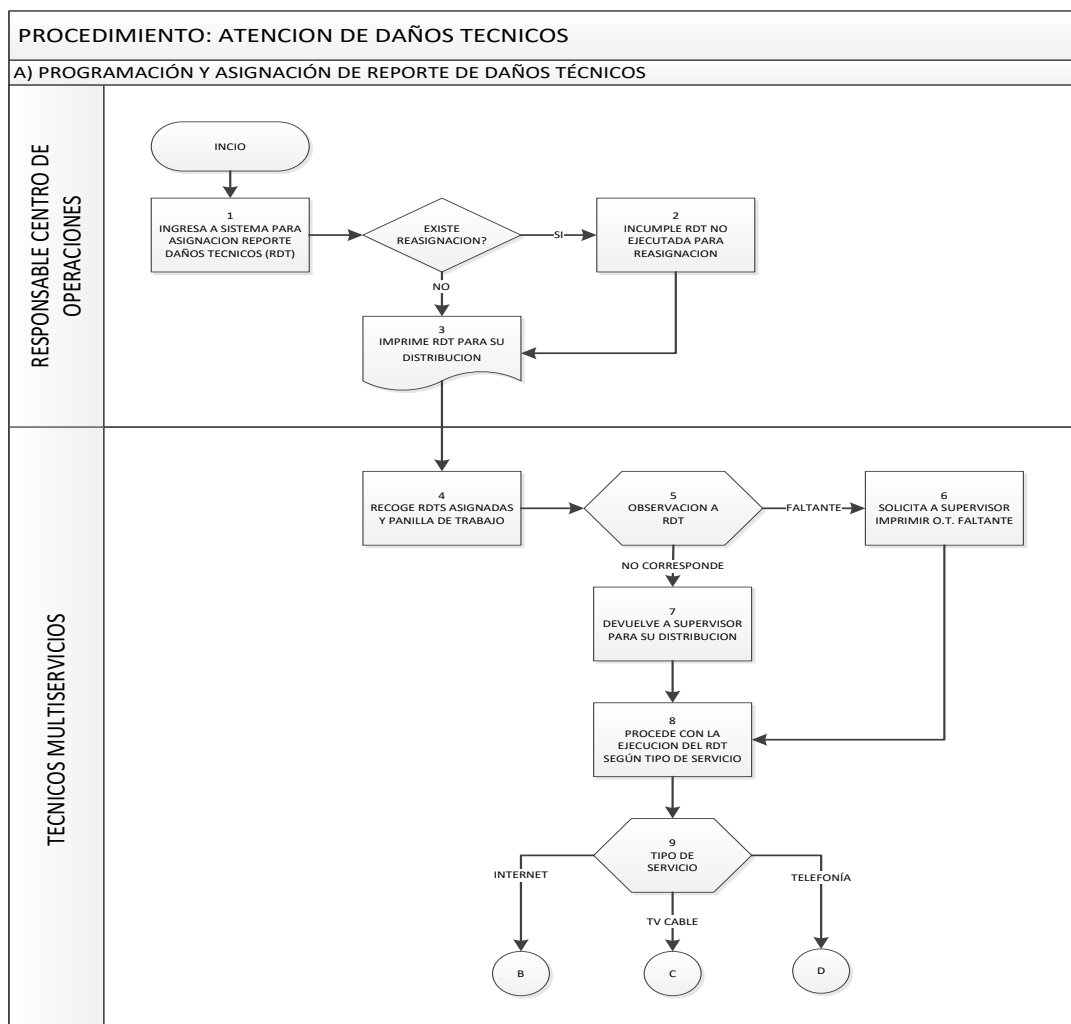 PROCEDIMIENTO: ATENCION DE DAÑOS TECNICOS
A) PROGRAMACIÓN Y ASIGNACIÓN DE REPORTE DE DAÑOS TÉCNICOS
RESPONSABLE CENTRO DE
OPERACIONES
INCIO
1
INGRESA A SISTEMA PARA
ASIGNACION REPORTE
DAÑOS TECNICOS (RDT)
EXISTE
REASIGNACION?
SI
2
INCUMPLE RDT NO
EJECUTADA PARA
REASIGNACION
NO
3
IMPRIME RDT PARA SU
DISTRIBUCION
TECNICOS MULTISERVICIOS
4
RECOGE RDTS ASIGNADAS
Y PANILLA DE TRABAJO
5
OBSERVACION A
RDT
FALTANTE
6
SOLICITA A SUPERVISOR
IMPRIMIR O.T. FALTANTE
NO CORRESPONDE
7
DEVUELVE A SUPERVISOR
PARA SU DISTRIBUCION
8
PROCEDE CON LA
EJECUCION DEL RDT
SEGÚN TIPO DE SERVICIO
9
TIPO DE
SERVICIO
INTERNET
TV CABLE
TELEFONÍA
B
C
D